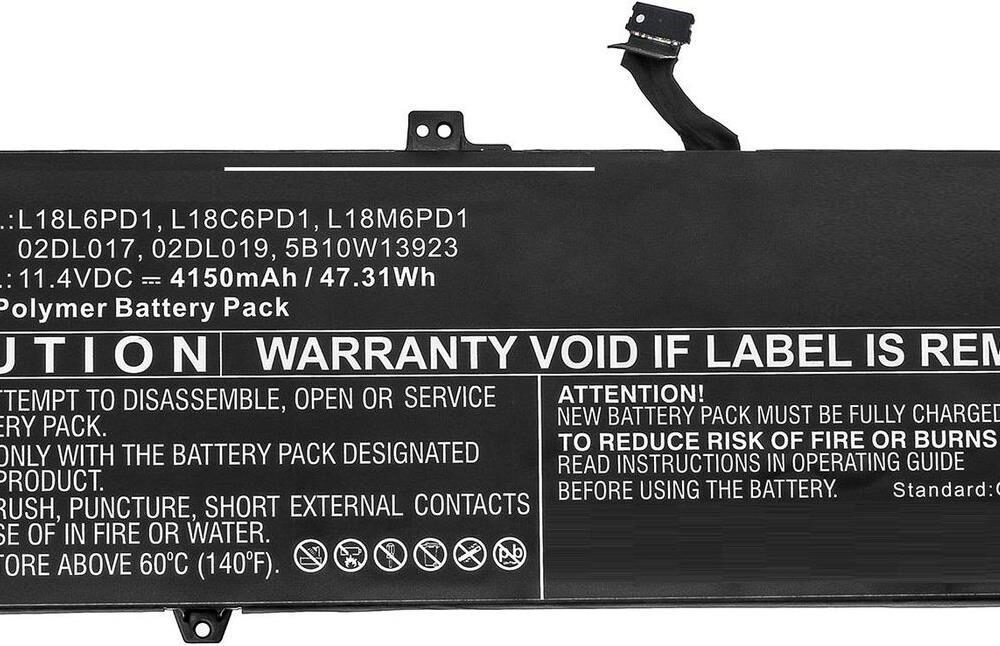 .:L18L6PD1, L18C6PD1, L18M6PD1
02DL017, 02DL019, 5B10W13923
.:11.4VDC ⎓ 4150mAh / 47.31Wh
Polymer Battery Pack
UTION
WARRANTY VOID IF LABEL IS REM
TTEMPT TO DISASSEMBLE, OPEN OR SERVICE
ERY PACK.
ONLY WITH THE BATTERY PACK DESIGNATED
PRODUCT.
RUSH, PUNCTURE, SHORT EXTERNAL CONTACTS
SE OF IN FIRE OR WATER.
TORE ABOVE 60ºC (140ºF).
Pb
ATTENTION!
NEW BATTERY PACK MUST BE FULLY CHARGED
TO REDUCE RISK OF FIRE OR BURNS
READ INSTRUCTIONS IN OPERATING GUIDE
BEFORE USING THE BATTERY.
Standard: